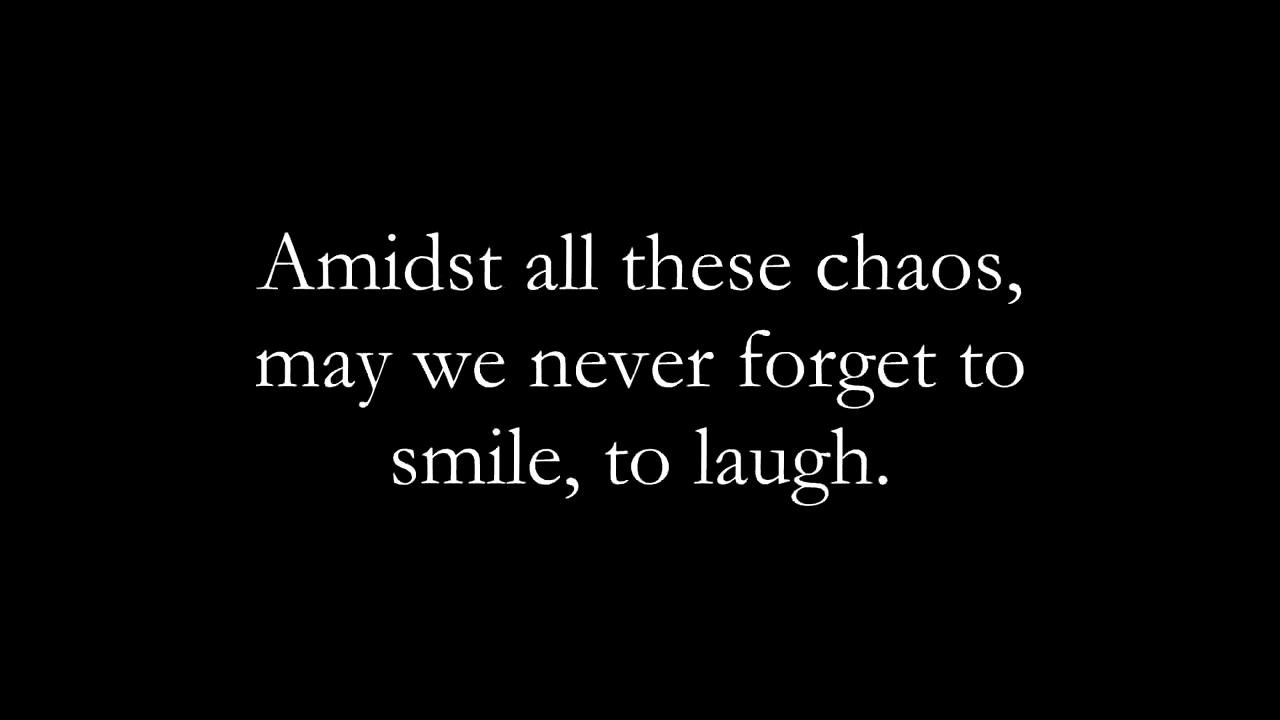 Amidst all these chaos,
may we never forget to
smile, to laugh.